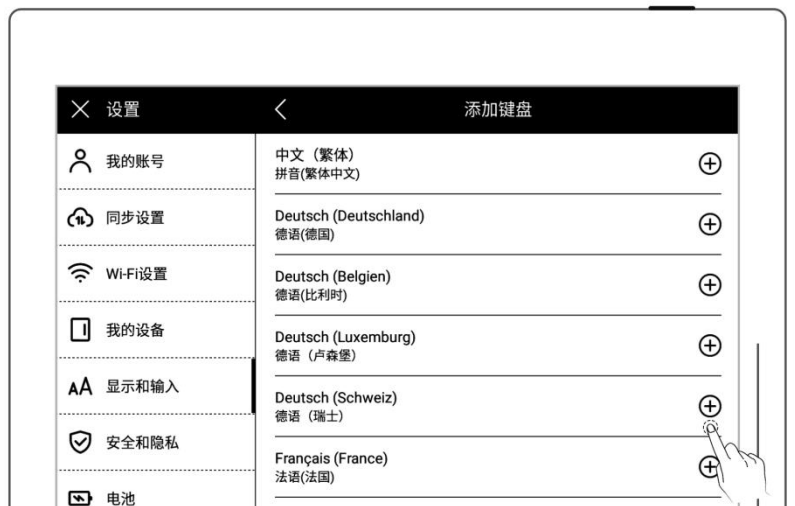 设置
添加键盘
我的账号
同步设置
Wi-Fi设置
我的设备
显示和输入
安全和隐私
电池
中文（繁体）
拼音(繁体中文)
Deutsch (Deutschland)
德语(德国)
Deutsch (Belgien)
德语(比利时)
Deutsch (Luxemburg)
德语（卢森堡）
Deutsch (Schweiz)
德语（瑞士）
Français (France)
法语(法国)